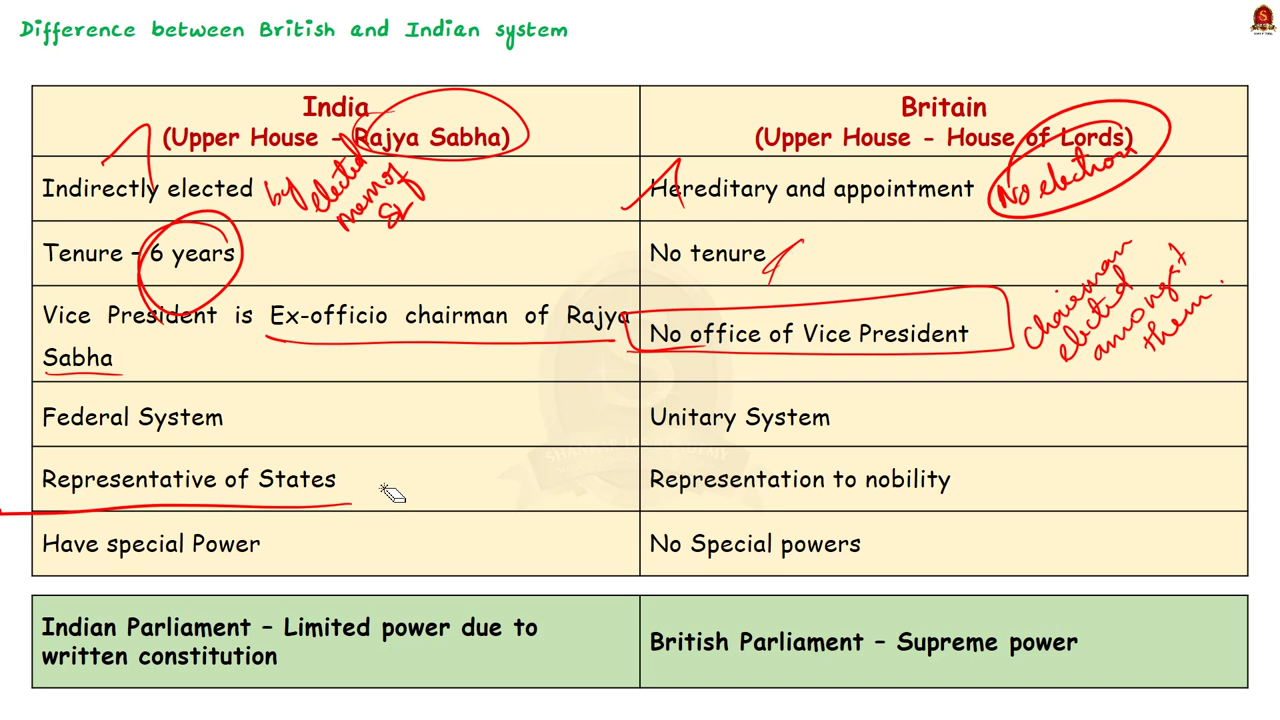 Difference between British and Indian system
India
(Upper House - Rajya Sabha)
Britain
(Upper House - House of Lords)
Indirectly elected
by elected
mem of
Hereditary and appointment
No elections
Tenure - 6 years
No tenure
Vice President is Ex-officio chairman of Rajya
Sabha
No office of Vice President
Chairman
elected
amongst
them.
Federal System
Unitary System
Representative of States
Representation to nobility
Have special Power
No Special powers
Indian Parliament – Limited power due to
written constitution
British Parliament – Supreme power